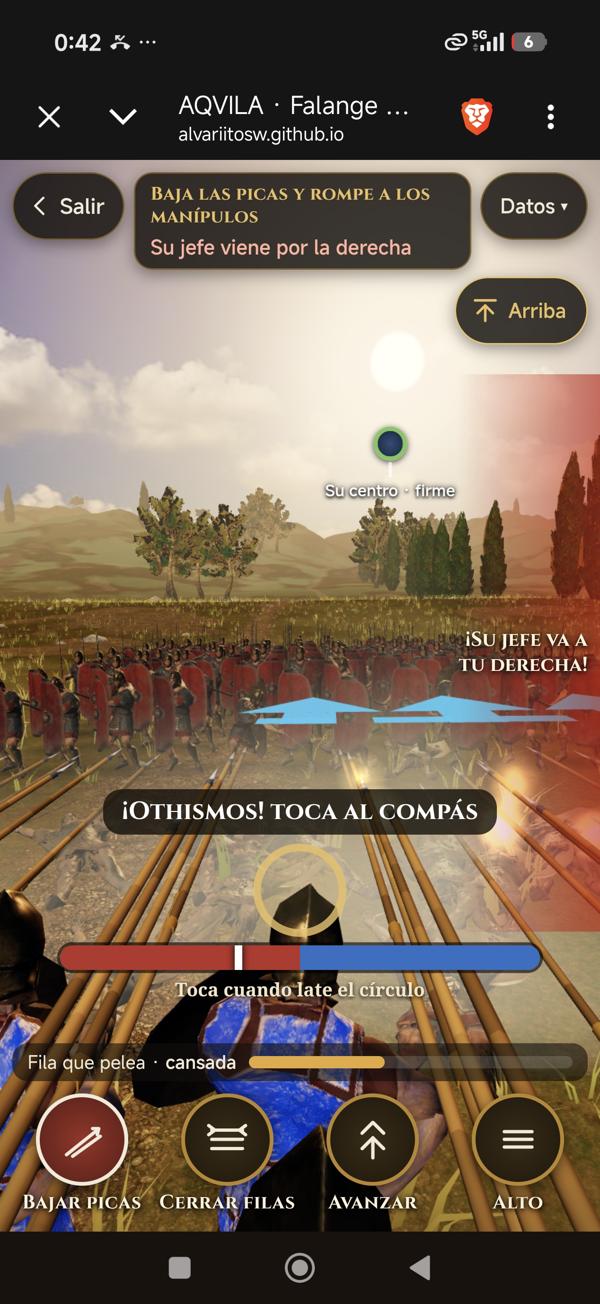 0:42
5G
6
AQVILA · Falange ...
alvariitosw.github.io
Salir
Baja las picas y rompe a los
manípulos
Su jefe viene por la derecha
Datos
Arriba
Su centro · firme
¡Su jefe va a
tu derecha!
¡Othismos! toca al compás
Toca cuando late el círculo
Fila que pelea · cansada
Bajar picas
Cerrar filas
Avanzar
Alto